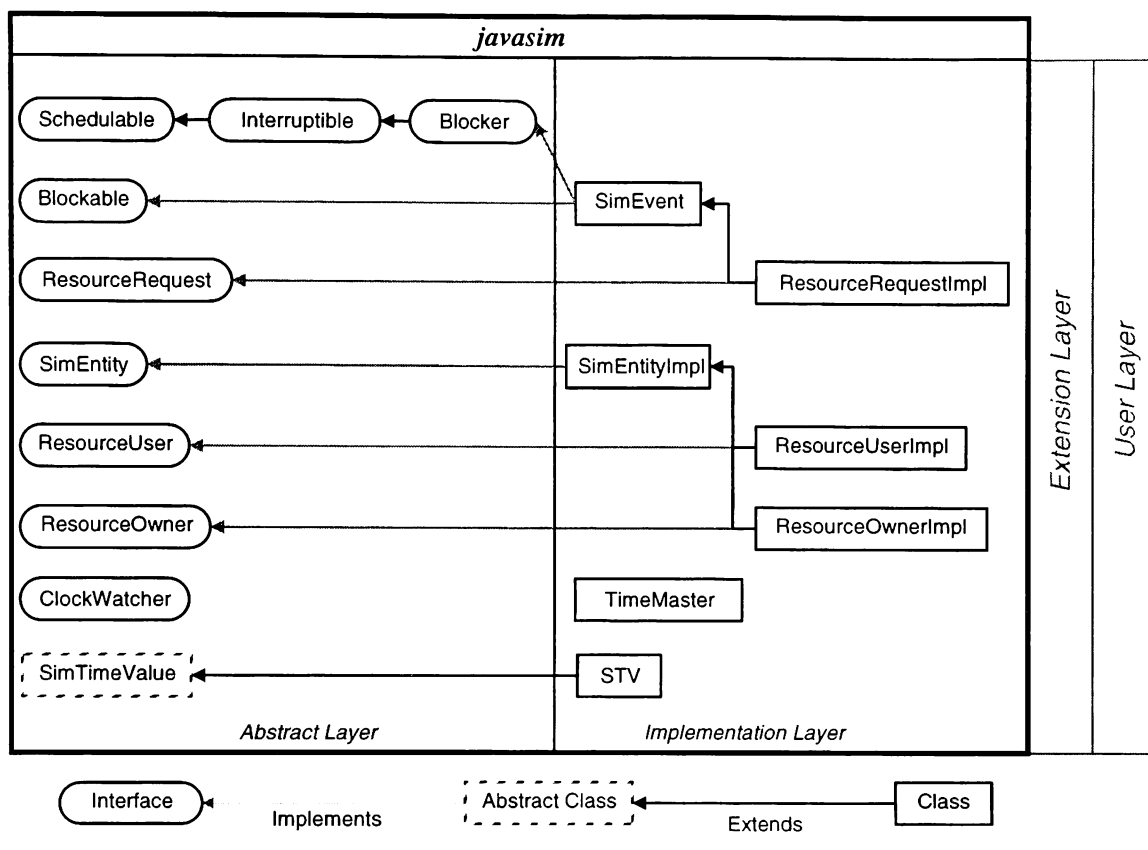 javasim
Schedulable Interruptible Blocker
Blockable SimEvent
ResourceRequest ResourceRequestImpl
SimEntity SimEntityImpl
ResourceUser ResourceUserImpl
ResourceOwner ResourceOwnerImpl
ClockWatcher TimeMaster
SimTimeValue STV
Abstract Layer Implementation Layer
Extension Layer
User Layer
Interface Implements Abstract Class Extends Class